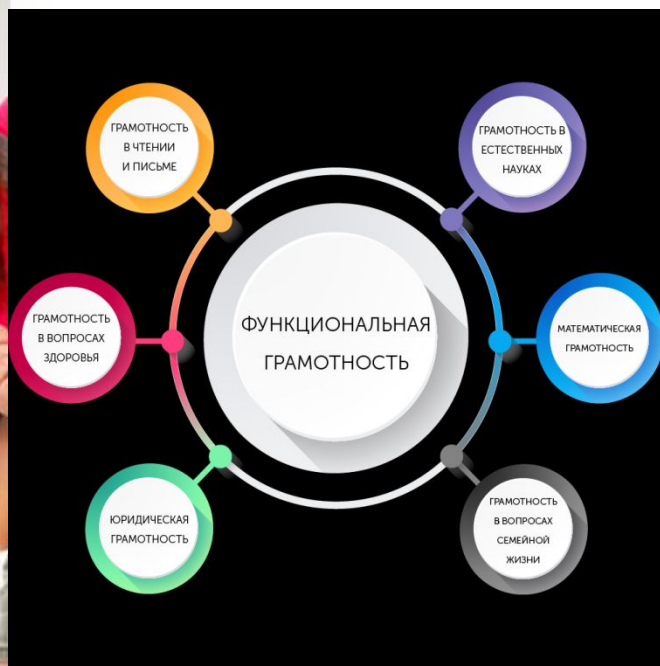 ГРАМОТНОСТЬ
В ЧТЕНИИ
И ПИСЬМЕ
ГРАМОТНОСТЬ В
ЕСТЕСТВЕННЫХ
НАУКАХ
ГРАМОТНОСТЬ
В ВОПРОСАХ
ЗДОРОВЬЯ
ФУНКЦИОНАЛЬНАЯ
ГРАМОТНОСТЬ
МАТЕМАТИЧЕСКАЯ
ГРАМОТНОСТЬ
ЮРИДИЧЕСКАЯ
ГРАМОТНОСТЬ
ГРАМОТНОСТЬ
В ВОПРОСАХ
СЕМЕЙНОЙ
ЖИЗНИ